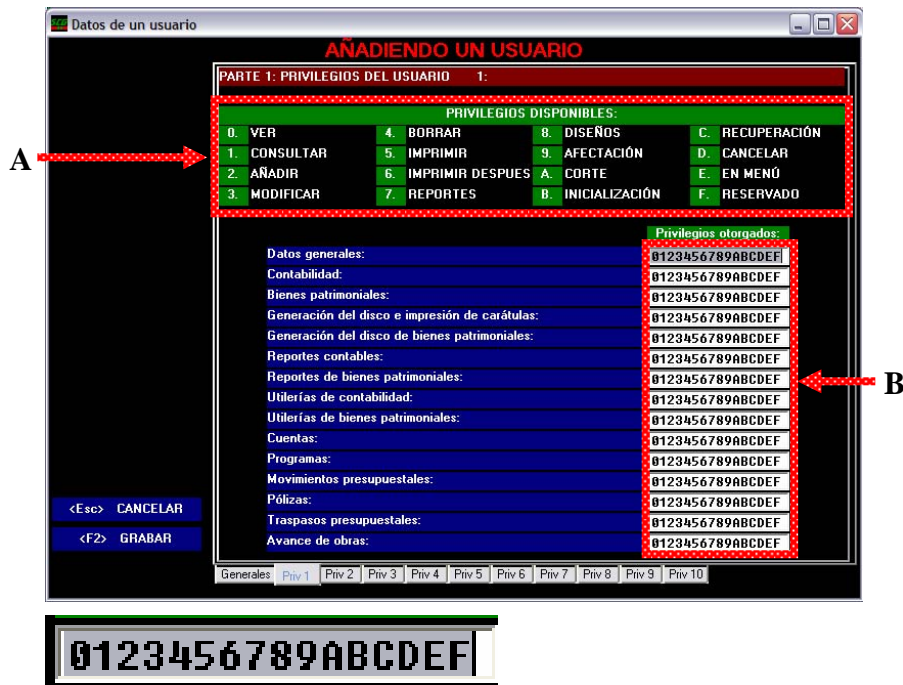 SCG Datos de un usuario
AÑADIENDO UN USUARIO
PARTE 1: PRIVILEGIOS DEL USUARIO 1:
PRIVILEGIOS DISPONIBLES:
0. VER 4. BORRAR 8. DISEÑOS C. RECUPERACIÓN
A
1. CONSULTAR 5. IMPRIMIR 9. AFECTACIÓN D. CANCELAR
2. AÑADIR 6. IMPRIMIR DESPUES A. CORTE E. EN MENÚ
3. MODIFICAR 7. REPORTES B. INICIALIZACIÓN F. RESERVADO
Privilegios otorgados:
Datos generales: 0123456789ABCDEF
Contabilidad: 0123456789ABCDEF
Bienes patrimoniales: 0123456789ABCDEF
Generación del disco e impresión de carátulas: 0123456789ABCDEF
Generación del disco de bienes patrimoniales: 0123456789ABCDEF
Reportes contables: 0123456789ABCDEF
Reportes de bienes patrimoniales: 0123456789ABCDEF
B
Utilerías de contabilidad: 0123456789ABCDEF
Utilerías de bienes patrimoniales: 0123456789ABCDEF
Cuentas: 0123456789ABCDEF
Programas: 0123456789ABCDEF
Movimientos presupuestales: 0123456789ABCDEF
Pólizas: 0123456789ABCDEF
Traspasos presupuestales: 0123456789ABCDEF
Avance de obras: 0123456789ABCDEF
<Esc> CANCELAR
<F2> GRABAR
Generales Priv 1 Priv 2 Priv 3 Priv 4 Priv 5 Priv 6 Priv 7 Priv 8 Priv 9 Priv 10
0123456789ABCDEF